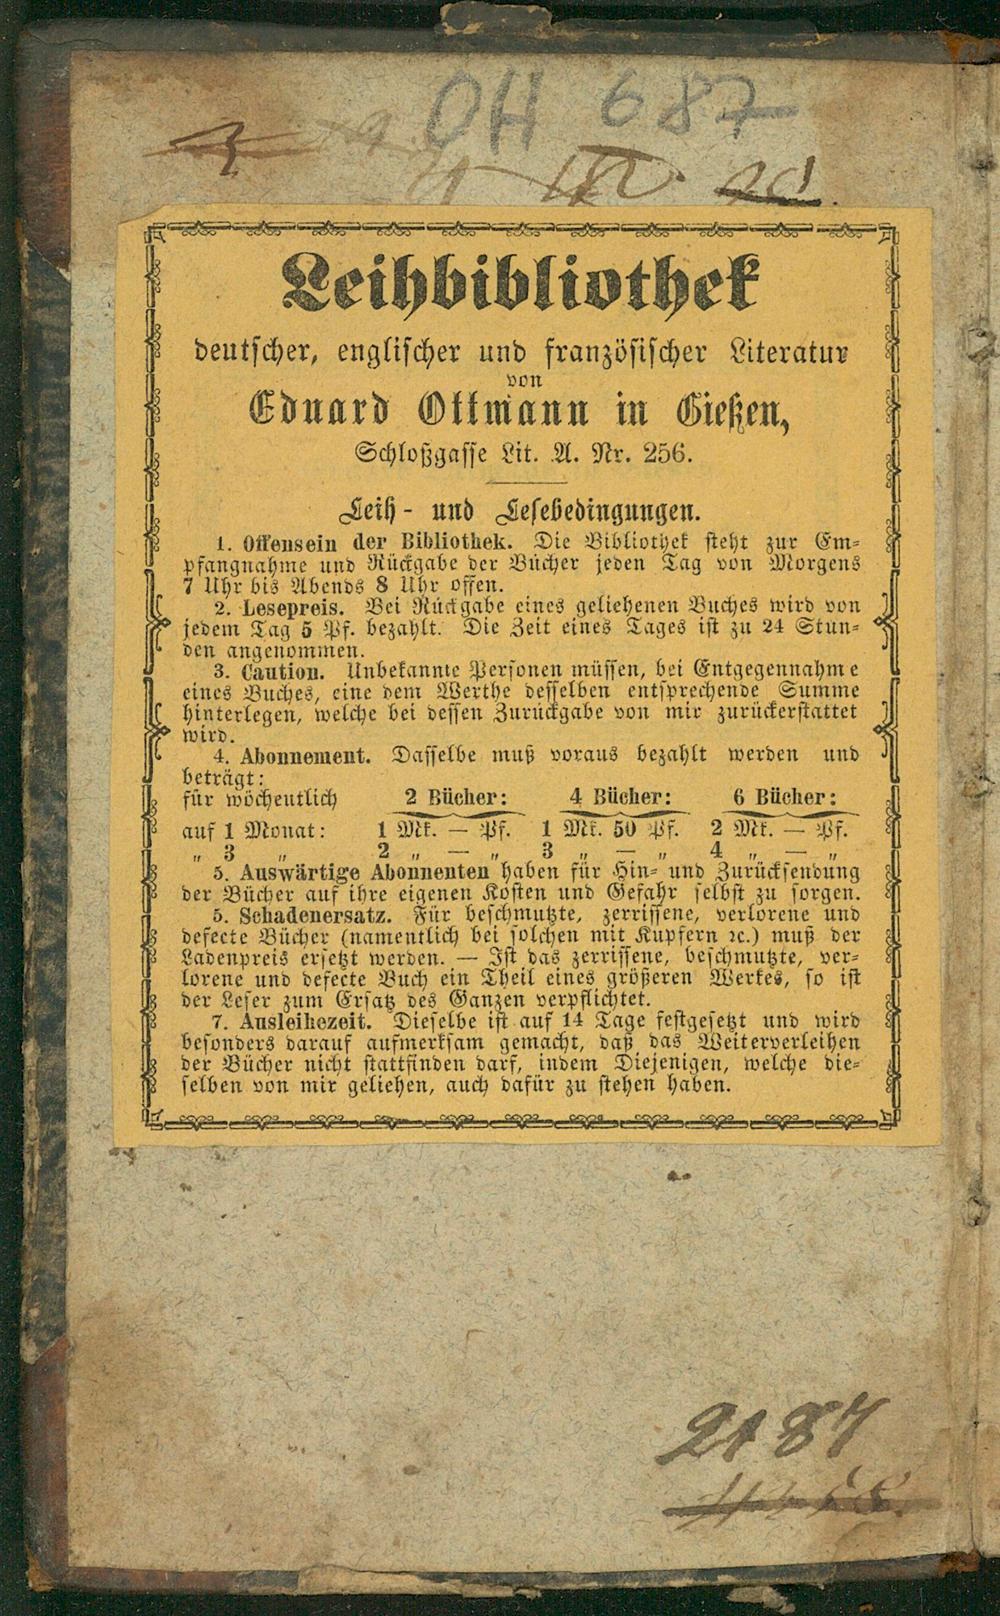 OH 687
Leihbibliothek
deutscher, englischer und französischer Literatur
von
Eduard Ottmann in Gießen,
Schloßgasse Lit. A. Nr. 256.
Leih- und Lesebedingungen.
1. Offensein der Bibliothek. Die Bibliothek steht zur Em-
pfangnahme und Rückgabe der Bücher jeden Tag von Morgens
7 Uhr bis Abends 8 Uhr offen.
2. Lesepreis. Bei Rückgabe eines geliehenen Buches wird von
jedem Tag 5 Pf. bezahlt. Die Zeit eines Tages ist zu 24 Stun-
den angenommen.
3. Caution. Unbekannte Personen müssen, bei Entgegennahme
eines Buches, eine dem Werthe desselben entsprechende Summe
hinterlegen, welche bei dessen Zurückgabe von mir zurückerstattet
wird.
4. Abonnement. Dasselbe muß voraus bezahlt werden und
beträgt:
für wöchentlich 2 Bücher: 4 Bücher: 6 Bücher:
auf 1 Monat: 1 Mk. — Pf. 1 Mk. 50 Pf. 2 Mk. — Pf.
„ 3 „ 2 „ — „ 3 „ — „ 4 „ — „
5. Auswärtige Abonnenten haben für Hin- und Zurücksendung
der Bücher auf ihre eigenen Kosten und Gefahr selbst zu sorgen.
5. Schadenersatz. Für beschmutzte, zerrissene, verlorene und
defecte Bücher (namentlich bei solchen mit Kupfern ꝛc.) muß der
Ladenpreis ersetzt werden. — Ist das zerrissene, beschmutzte, ver-
lorene und defecte Buch ein Theil eines größeren Werkes, so ist
der Leser zum Ersatz des Ganzen verpflichtet.
7. Ausleihezeit. Dieselbe ist auf 14 Tage festgesetzt und wird
besonders darauf aufmerksam gemacht, daß das Weiterverleihen
der Bücher nicht stattfinden darf, indem Diejenigen, welche die-
selben von mir geliehen, auch dafür zu stehen haben.
2187